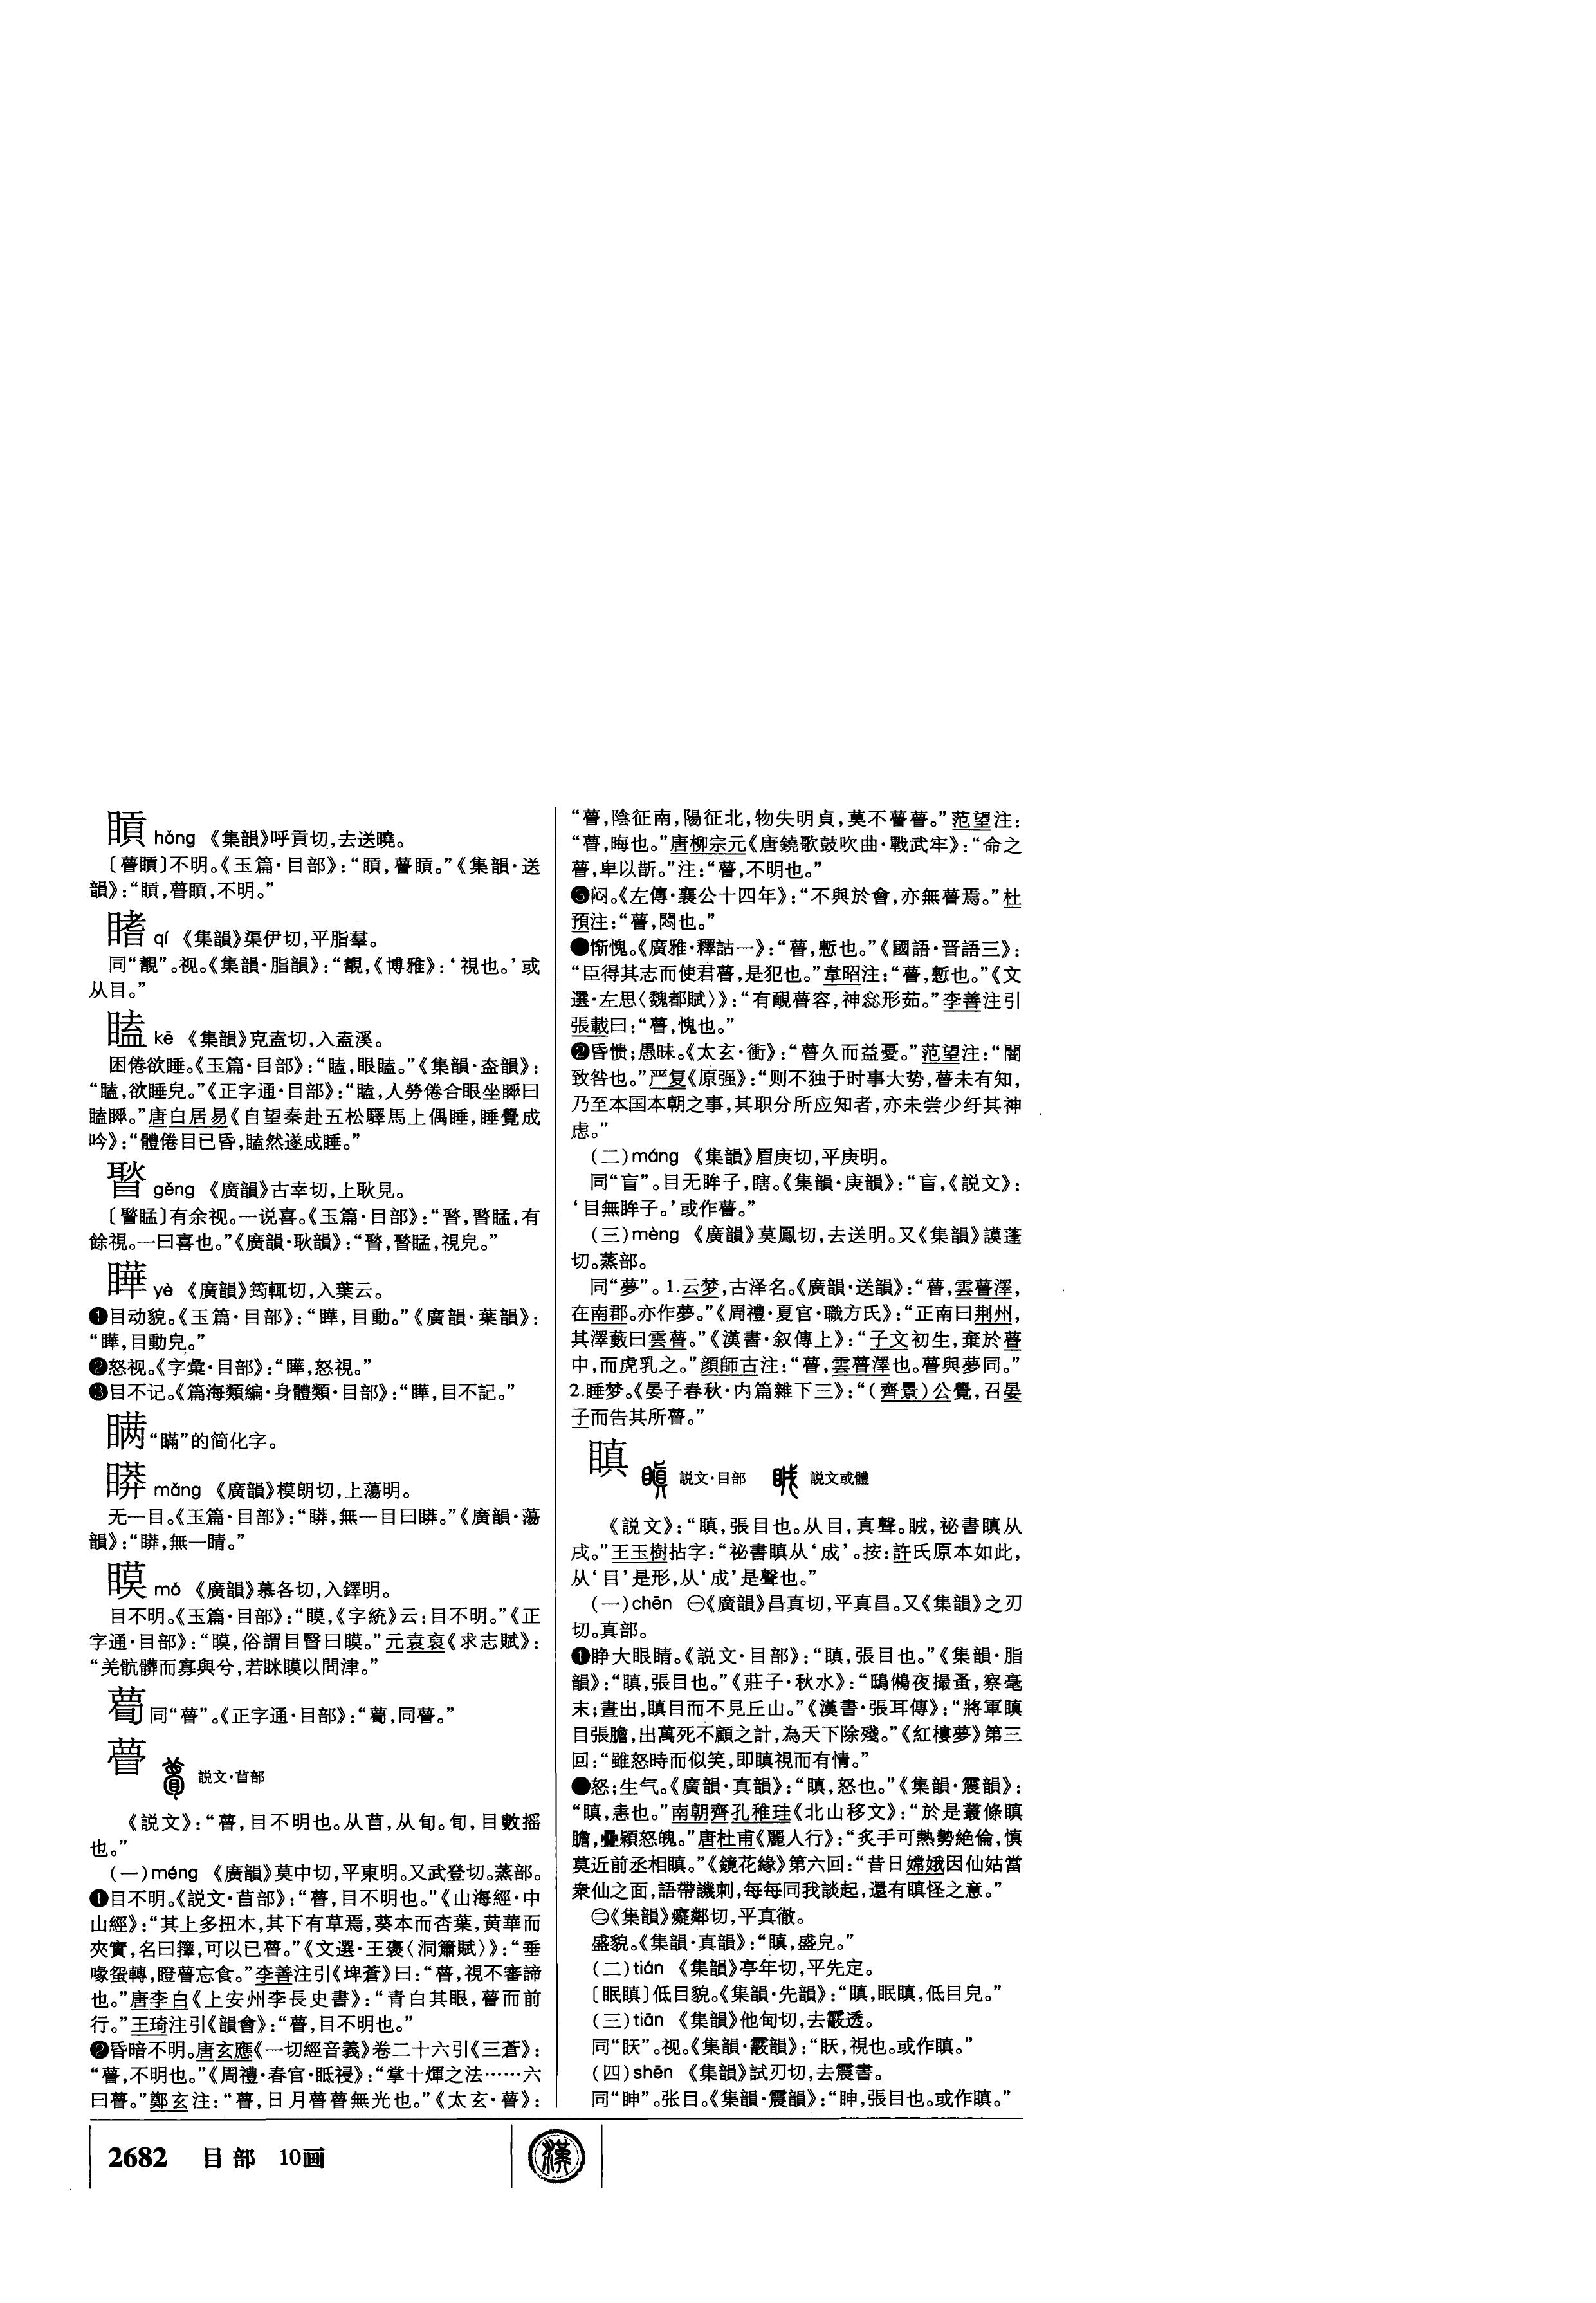 瞔 hǒng 《集韻》呼貢切,去送曉。
〔瞢瞔〕不明。《玉篇·目部》:“瞔,瞢瞔。”《集韻·送
韻》:“瞔,瞢瞔,不明。”
瞦 qí 《集韻》渠伊切,平脂羣。
同“覩”。视。《集韻·脂韻》:“《博雅》:‘視也。’或
从目。”
瞌 kē 《集韻》克盍切,入盍溪。
困倦欲睡。《玉篇·目部》:“瞌,眼瞌。”《集韻·盍韻》:
“瞌,欲睡皃。”《正字通·目部》:“瞌,人勞倦合眼坐瞬曰
瞌瞬。”唐白居易《自望秦赴五松驛馬上偶睡,睡覺成
吟》:“體倦目已昏,瞌然遂成睡。”
gěng 《廣韻》古幸切,上耿見。
有余视。一说喜。《玉篇·目部》:“有
餘視。一曰喜也。”《廣韻·耿韻》:“視皃。”
瞱 yè 《廣韻》筠輒切,入葉云。
❶目动貌。《玉篇·目部》:“瞱,目動。”《廣韻·葉韻》:
“瞱,目動皃。”
❷怒视。《字彙·目部》:“瞱,怒視。”
❸目不记。《篇海類編·身體類·目部》:“瞱,目不記。”
瞒“瞞”的简化字。
䁳 mǎng 《廣韻》模朗切,上蕩明。
无一目。《玉篇·目部》:“䁳,無一目曰䁳。”《廣韻·蕩
韻》:“䁳,無一睛。”
瞙 mò 《廣韻》慕各切,入鐸明。
目不明。《玉篇·目部》:“瞙,《字統》云:目不明。”《正
字通·目部》:“瞙,俗謂目瞖曰瞙。”元袁裒《求志賦》:
“羌骯髒而寡與兮,若眯瞙以問津。”
同“瞢”。《正字通·目部》:“同瞢。”
瞢 説文·苜部
《説文》:“瞢,目不明也。从苜,从旬。旬,目數摇
也。”
(一)méng 《廣韻》莫中切,平東明。又武登切。蒸部。
❶目不明。《説文·苜部》:“瞢,目不明也。”《山海經·中
山經》:“其上多扭木,其下有草焉,葵本而杏葉,黄華而
夾實,名曰籜,可以已瞢。”《文選·王褒〈洞簫賦〉》:“垂
喙蛩轉,瞪瞢忘食。”李善注引《埤蒼》曰:“瞢,視不審諦
也。”唐李白《上安州李長史書》:“青白其眼,瞢而前
行。”王琦注引《韻會》:“瞢,目不明也。”
❷昏暗不明。唐玄應《一切經音義》卷二十六引《三蒼》:
“瞢,不明也。”《周禮·春官·眡祲》:“掌十煇之法……六
曰瞢。”鄭玄注:“瞢,日月瞢瞢無光也。”《太玄·瞢》:
“瞢,陰征南,陽征北,物失明貞,莫不瞢瞢。”范望注:
“瞢,晦也。”唐柳宗元《唐鐃歌鼓吹曲·戰武牢》:“命之
瞢,卑以斮。”注:“瞢,不明也。”
❸闷。《左傳·襄公十四年》:“不與於會,亦無瞢焉。”杜
預注:“瞢,悶也。”
●惭愧。《廣雅·釋詁一》:“瞢,慙也。”《國語·晋語三》:
“臣得其志而使君瞢,是犯也。”韋昭注:“瞢,慙也。”《文
選·左思〈魏都賦〉》:“有靦瞢容,神惢形茹。”李善注引
張載曰:“瞢,愧也。”
❷昏愦;愚昧。《太玄·衝》:“瞢久而益憂。”范望注:“闇
致咎也。”严复《原强》:“则不独于时事大势,瞢未有知,
乃至本国本朝之事,其职分所应知者,亦未尝少纡其神
虑。”
(二)máng 《集韻》眉庚切,平庚明。
同“盲”。目无眸子,瞎。《集韻·庚韻》:“盲,《説文》:
‘目無眸子。’或作瞢。”
(三)mèng 《廣韻》莫鳳切,去送明。又《集韻》謨蓬
切。蒸部。
同“夢”。1.云梦,古泽名。《廣韻·送韻》:“瞢,雲瞢澤,
在南郡。亦作夢。”《周禮·夏官·職方氏》:“正南曰荆州,
其澤藪曰雲瞢。”《漢書·叙傳上》:“子文初生,棄於瞢
中,而虎乳之。”顔師古注:“瞢,雲瞢澤也。瞢與夢同。”
2.睡梦。《晏子春秋·内篇雜下三》:“(齊景)公覺,召晏
子而告其所瞢。”
瞋 説文·目部 説文或體
《説文》:“瞋,張目也。从目,真聲。䀕,祕書瞋从
戌。”王玉樹拈字:“祕書瞋从‘成’。按:許氏原本如此,
从‘目’是形,从‘成’是聲也。”
(一)chēn ㊀《廣韻》昌真切,平真昌。又《集韻》之刃
切。真部。
❶睁大眼睛。《説文·目部》:“瞋,張目也。”《集韻·脂
韻》:“瞋,張目也。”《莊子·秋水》:“鴟鵂夜撮蚤,察毫
末;晝出,瞋目而不見丘山。”《漢書·張耳傳》:“將軍瞋
目張膽,出萬死不顧之計,為天下除殘。”《紅樓夢》第三
回:“雖怒時而似笑,即瞋視而有情。”
●怒;生气。《廣韻·真韻》:“瞋,怒也。”《集韻·震韻》:
“瞋,恚也。”南朝齊孔稚珪《北山移文》:“於是叢條瞋
膽,疊穎怒魄。”唐杜甫《麗人行》:“炙手可熱勢絶倫,慎
莫近前丞相瞋。”《鏡花緣》第六回:“昔日嫦娥因仙姑當
衆仙之面,語帶譏刺,每每同我談起,還有瞋怪之意。”
㊁《集韻》癡鄰切,平真徹。
盛貌。《集韻·真韻》:“瞋,盛皃。”
(二)tián 《集韻》亭年切,平先定。
〔眠瞋〕低目貌。《集韻·先韻》:“瞋,眠瞋,低目皃。”
(三)tiān 《集韻》他甸切,去霰透。
同“䀖”。视。《集韻·霰韻》:“䀖,視也。或作瞋。”
(四)shēn 《集韻》試刃切,去震書。
同“眒”。张目。《集韻·震韻》:“眒,張目也。或作瞋。”
2682 目部 10画
漢